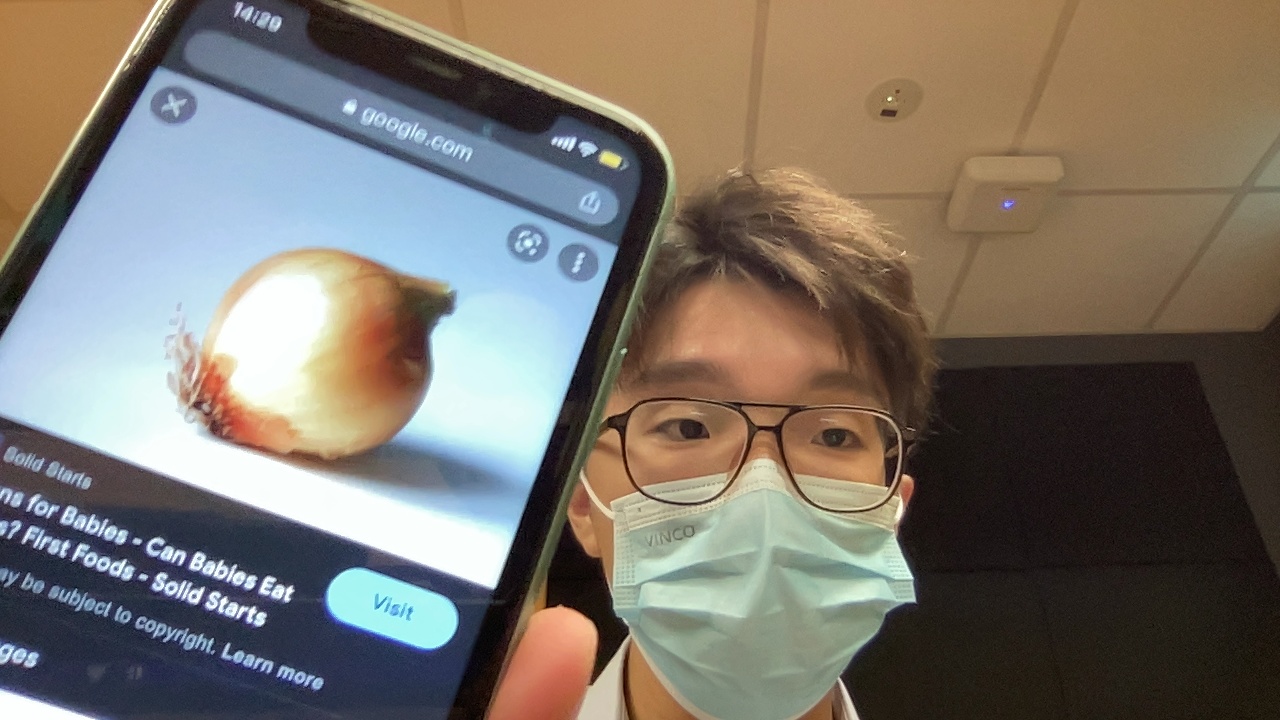 14:29
google.com
Solid Starts
ns for Babies - Can Babies Eat
s? First Foods - Solid Starts
ay be subject to copyright. Learn more
Visit
ges
VINCO